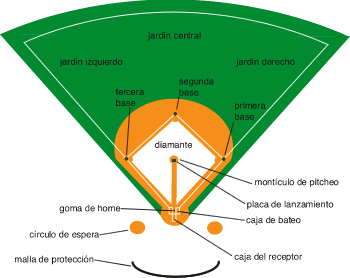 jardín central
jardín izquierdo
jardín derecho
segunda
base
tercera
base
primera
base
diamante
montículo de pitcheo
placa de lanzamiento
goma de home
caja de bateo
círculo de espera
caja del receptor
malla de protección